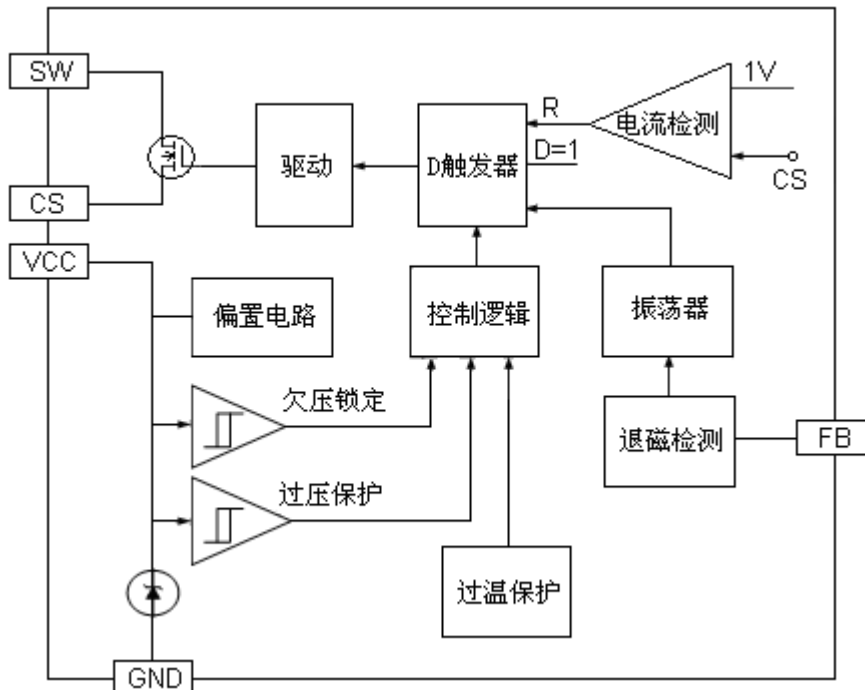 SW
1V
R
电流检测
驱动
D触发器
D=1
CS
CS
VCC
偏置电路
控制逻辑
振荡器
欠压锁定
退磁检测
FB
过压保护
过温保护
GND